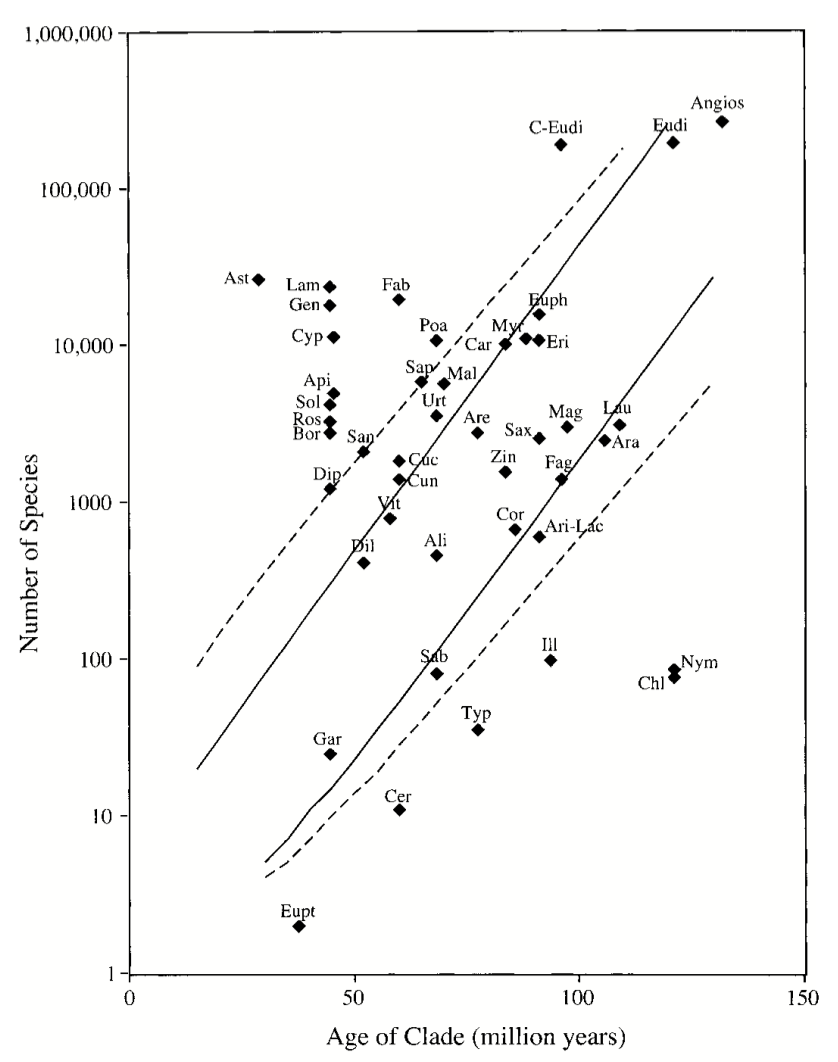 1,000,000
Angios
C-Eudi
Eudi
100,000
Ast
Lam
Fab
Gen
Euph
Cyp
Poa
Myr
10,000
Car
Eri
Sap
Mal
Api
Sol
Urt
Mag
Lau
Ros
Are
Bor
San
Sax
Ara
Cuc
Zin
Fag
Dip
Cun
1000
Vit
Cor
Ari-Lac
Dil
Ali
Number of Species
100
Sab
Ill
Nym
Chl
Typ
Gar
10
Cer
Eupt
1
0
50
100
150
Age of Clade (million years)